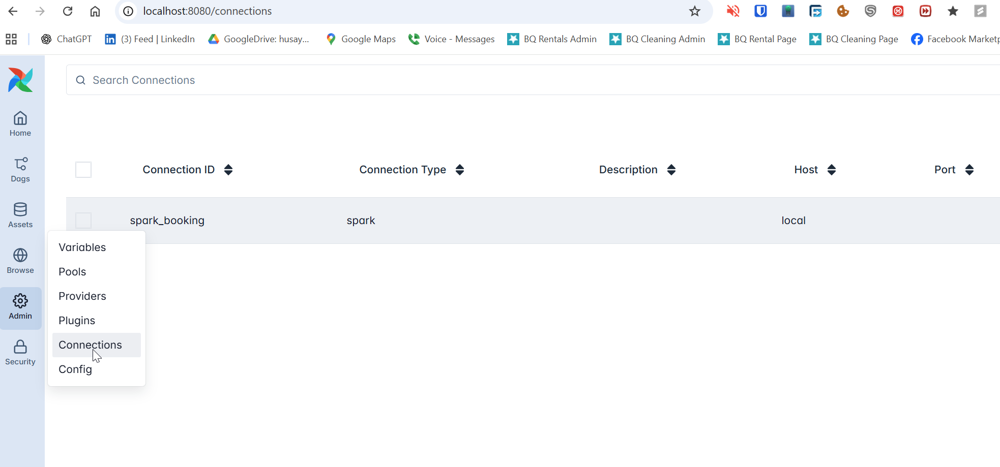 localhost:8080/connections
ChatGPT
in (3) Feed | LinkedIn
GoogleDrive: husay...
Google Maps
Voice - Messages
BQ Rentals Admin
BQ Cleaning Admin
BQ Rental Page
BQ Cleaning Page
Facebook Marketp
Search Connections
Home
Dags
Assets
Browse
Admin
Security
Connection ID
Connection Type
Description
Host
Port
spark_booking
spark
local
Variables
Pools
Providers
Plugins
Connections
Config